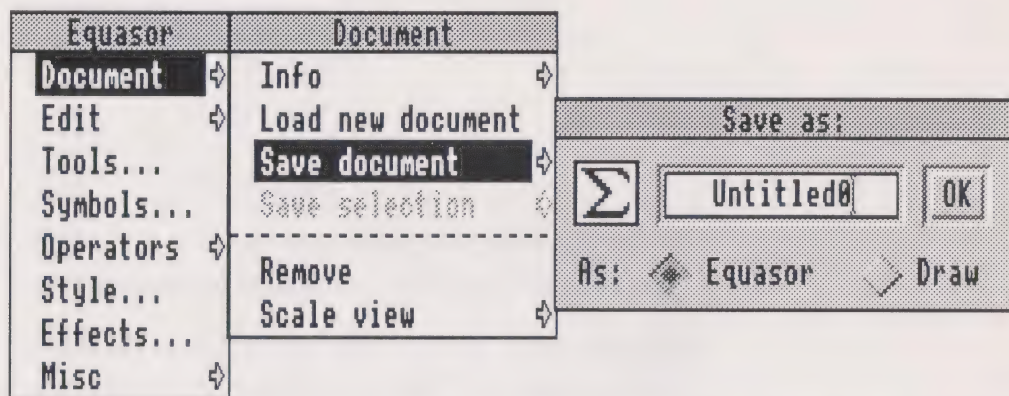 Equasor
Document
Edit
Tools...
Symbols...
Operators
Style...
Effects...
Misc
Document
Info
Load new document
Save document
Save selection
Remove
Scale view
Save as:
Σ
Untitled0
OK
As: Equasor Draw